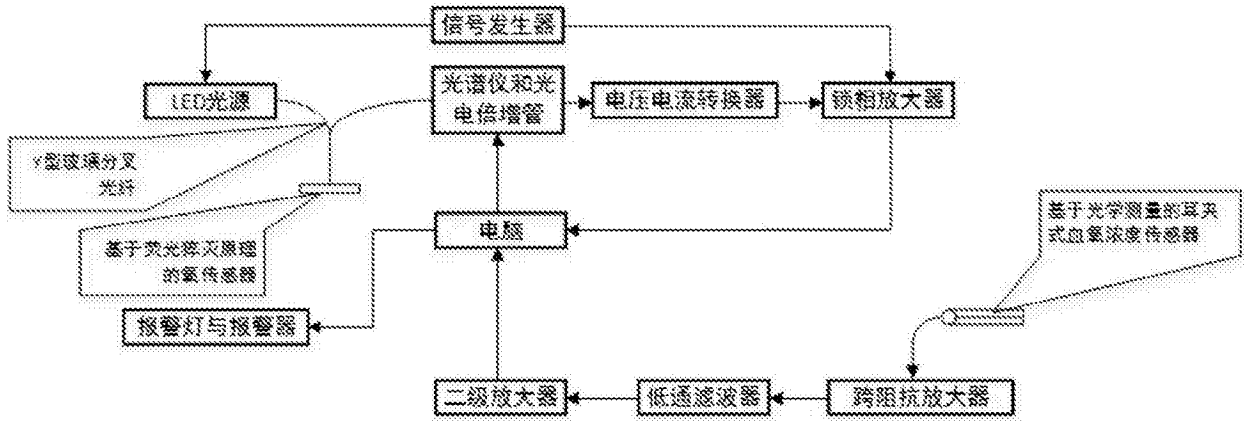 信号发生器
LED光源
光谱仪和光
电倍增管
电压电流转换器
锁相放大器
Y型玻璃分叉
光纤
基于荧光猝灭原理
的氧传感器
电脑
基于光学测量的耳夹
式血氧浓度传感器
报警灯与报警器
二级放大器
低通滤波器
跨阻抗放大器